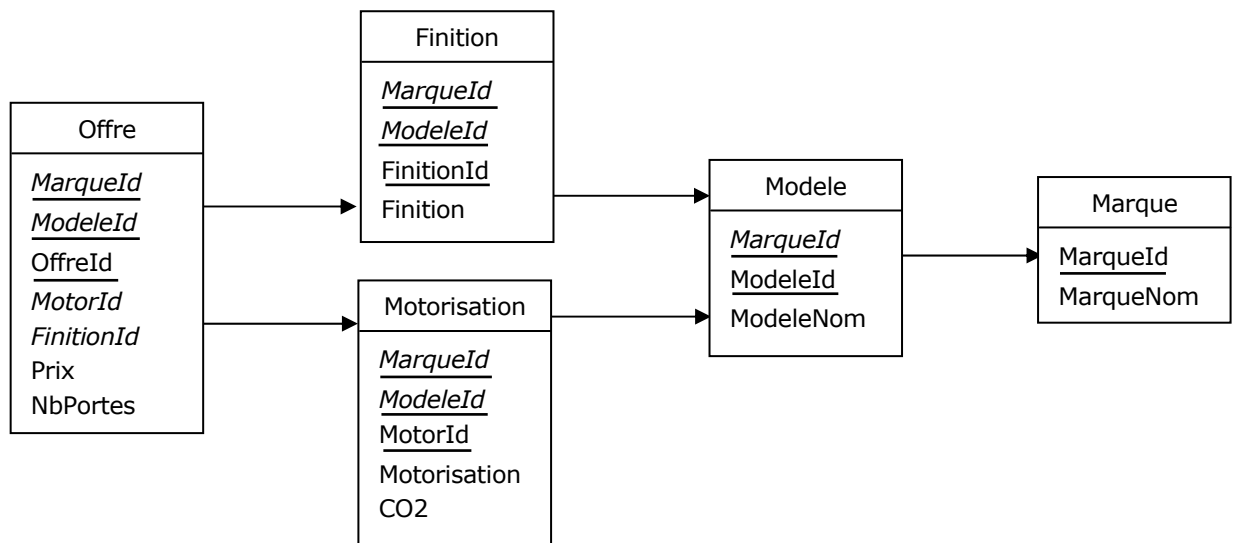 Finition
MarqueId
ModeleId
FinitionId
Finition
Offre
MarqueId
ModeleId
OffreId
MotorId
FinitionId
Prix
NbPortes
Motorisation
MarqueId
ModeleId
MotorId
Motorisation
CO2
Modele
MarqueId
ModeleId
ModeleNom
Marque
MarqueId
MarqueNom